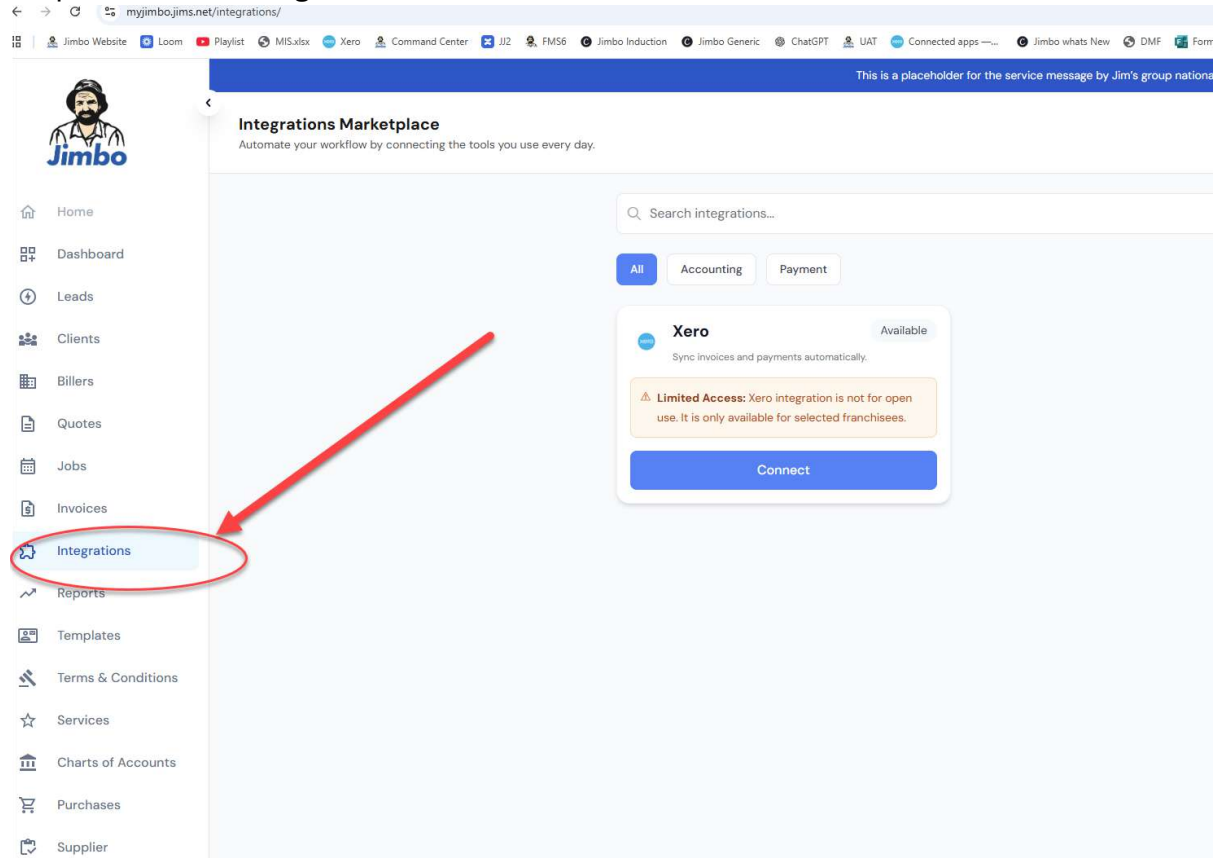 myjimbo.jims.net/integrations/
Jimbo Website Loom Playlist MIS.xlsx Xero Command Center JJ2 FMS6 Jimbo Induction Jimbo Generic ChatGPT UAT Connected apps —... Jimbo whats New DMF Form
This is a placeholder for the service message by Jim's group nationa
Jimbo
Integrations Marketplace
Automate your workflow by connecting the tools you use every day.
Home
Search integrations...
Dashboard
All Accounting Payment
Leads
Xero Available
Clients
Sync invoices and payments automatically.
Billers
Limited Access: Xero integration is not for open
use. It is only available for selected franchisees.
Quotes
Jobs
Connect
Invoices
Integrations
Reports
Templates
Terms & Conditions
Services
Charts of Accounts
Purchases
Supplier